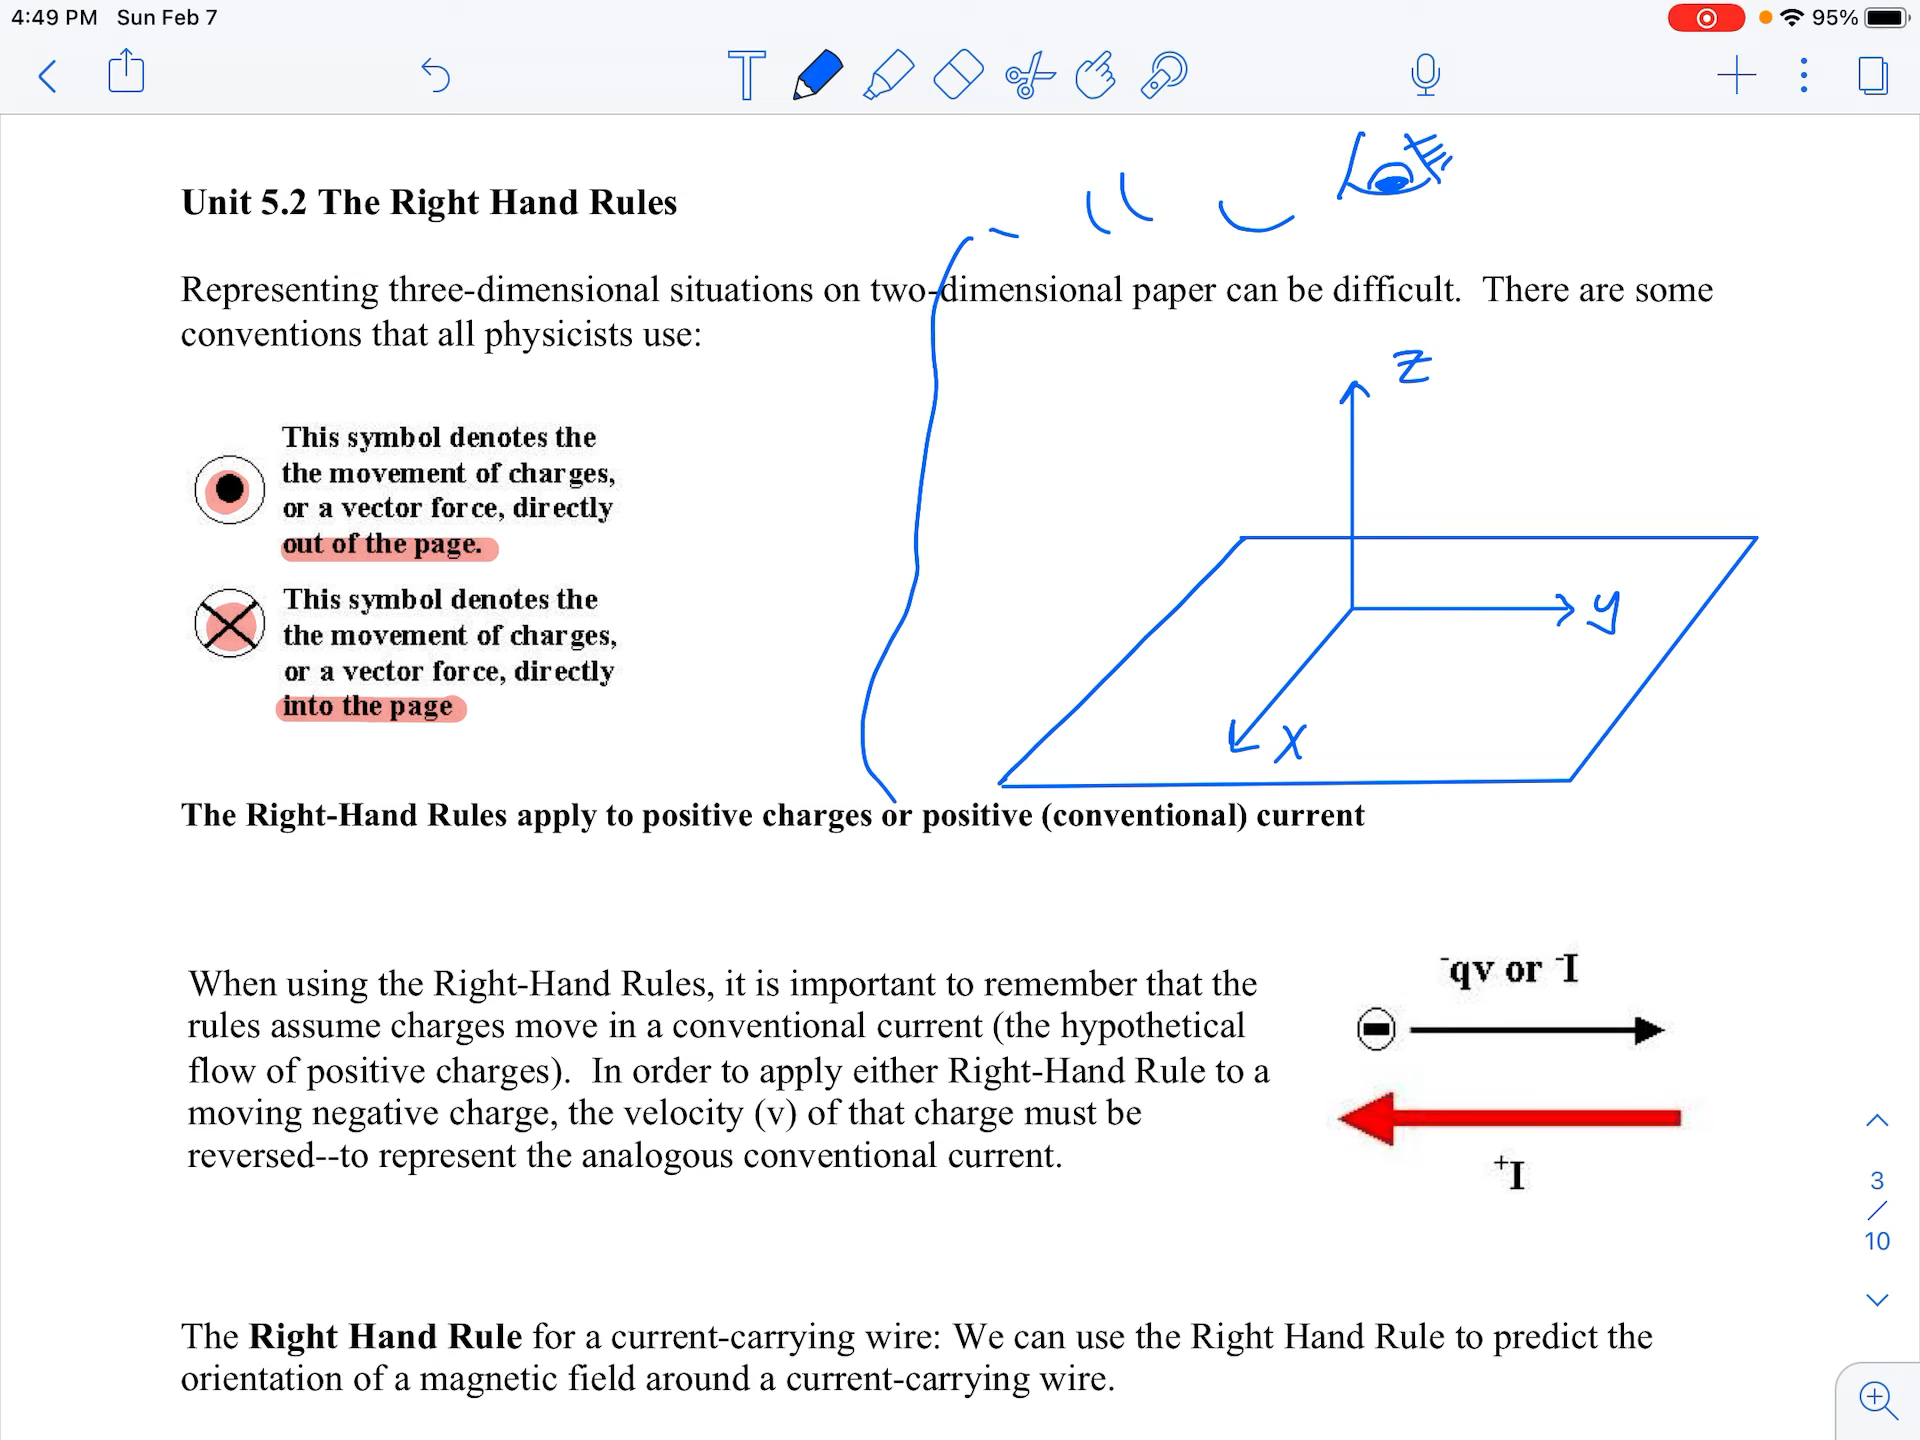 4:49 PM Sun Feb 7
95%
T
Unit 5.2 The Right Hand Rules
Representing three-dimensional situations on two-dimensional paper can be difficult. There are some
conventions that all physicists use:
z
This symbol denotes the
the movement of charges,
or a vector force, directly
out of the page.
y
This symbol denotes the
the movement of charges,
or a vector force, directly
into the page
x
The Right-Hand Rules apply to positive charges or positive (conventional) current
When using the Right-Hand Rules, it is important to remember that the
rules assume charges move in a conventional current (the hypothetical
flow of positive charges). In order to apply either Right-Hand Rule to a
moving negative charge, the velocity (v) of that charge must be
reversed--to represent the analogous conventional current.
⁻qv or ⁻I
⁺I
3
/
10
The Right Hand Rule for a current-carrying wire: We can use the Right Hand Rule to predict the
orientation of a magnetic field around a current-carrying wire.